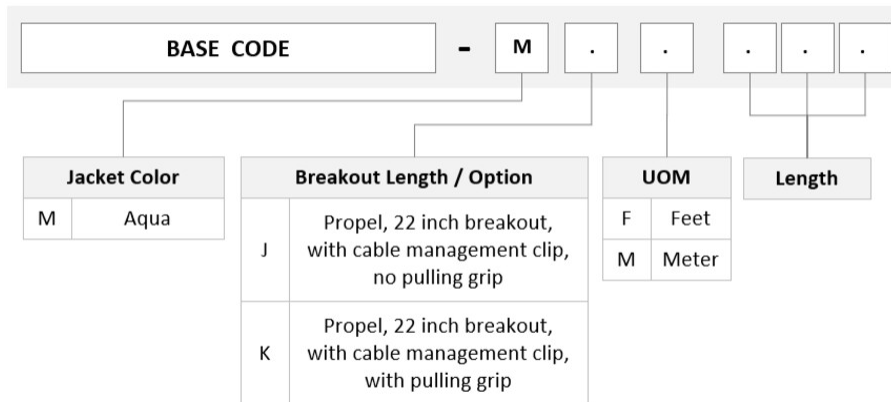 BASE CODE - M . . . . .
Jacket Color
M Aqua
Breakout Length / Option
J Propel, 22 inch breakout,
with cable management clip,
no pulling grip
K Propel, 22 inch breakout,
with cable management clip,
with pulling grip
UOM
F Feet
M Meter
Length